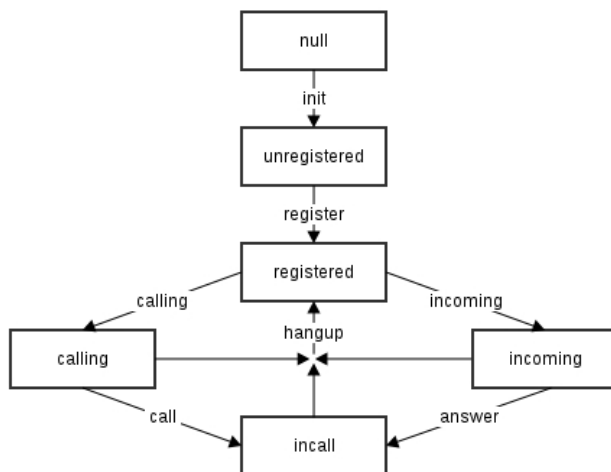 null
init
unregistered
register
registered
calling
incoming
hangup
calling
incoming
call
answer
incall